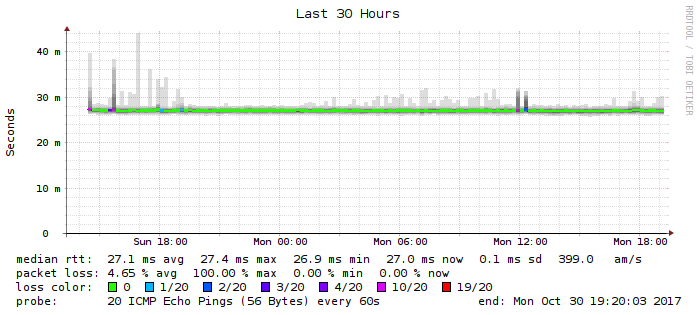 Last 30 Hours
RRDTOOL / TOBI OETIKER
Seconds
40 m
30 m
20 m
10 m
0
Sun 18:00 Mon 00:00 Mon 06:00 Mon 12:00 Mon 18:00
median rtt: 27.1 ms avg 27.4 ms max 26.9 ms min 27.0 ms now 0.1 ms sd 399.0 am/s
packet loss: 4.65 % avg 100.00 % max 0.00 % min 0.00 % now
loss color: 0 1/20 2/20 3/20 4/20 10/20 19/20
probe: 20 ICMP Echo Pings (56 Bytes) every 60s end: Mon Oct 30 19:20:03 2017